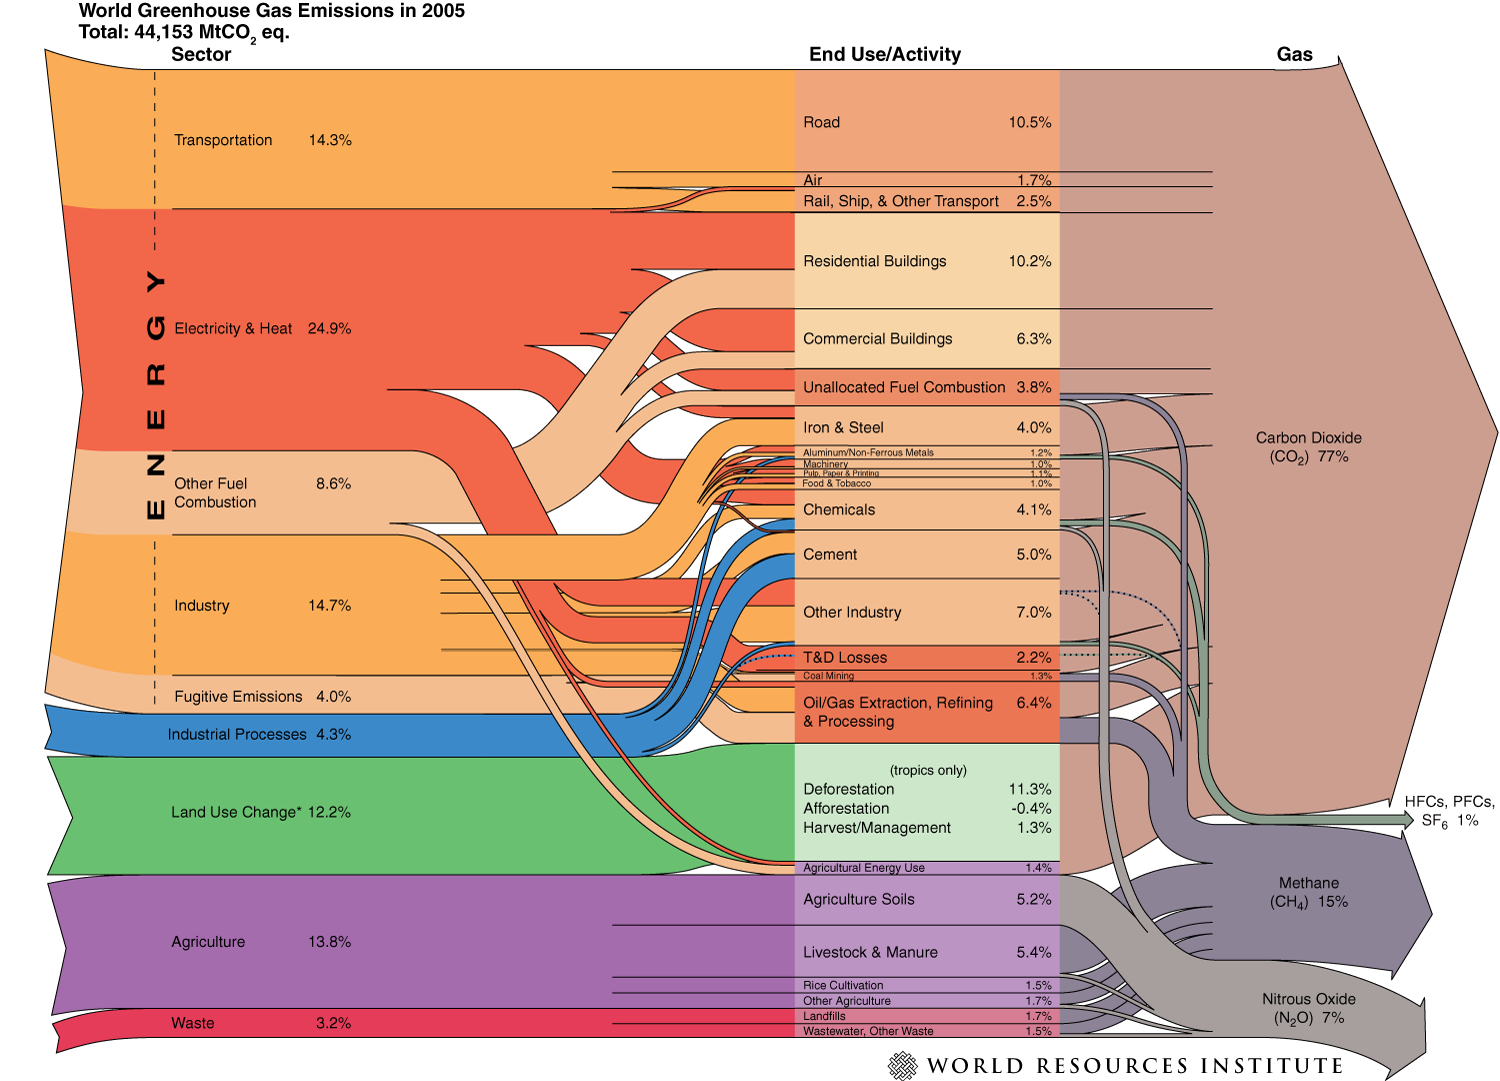 World Greenhouse Gas Emissions in 2005
Total: 44,153 MtCO2 eq.
Sector
End Use/Activity
Gas
ENERGY
Transportation 14.3%
Electricity & Heat 24.9%
Other Fuel
Combustion 8.6%
Industry 14.7%
Fugitive Emissions 4.0%
Industrial Processes 4.3%
Land Use Change* 12.2%
Agriculture 13.8%
Waste 3.2%
Road 10.5%
Air 1.7%
Rail, Ship, & Other Transport 2.5%
Residential Buildings 10.2%
Commercial Buildings 6.3%
Unallocated Fuel Combustion 3.8%
Iron & Steel 4.0%
Aluminum/Non-Ferrous Metals 1.2%
Machinery 1.0%
Pulp, Paper & Printing 1.1%
Food & Tobacco 1.0%
Chemicals 4.1%
Cement 5.0%
Other Industry 7.0%
T&D Losses 2.2%
Coal Mining 1.3%
Oil/Gas Extraction, Refining 6.4%
& Processing
(tropics only)
Deforestation 11.3%
Afforestation -0.4%
Harvest/Management 1.3%
Agricultural Energy Use 1.4%
Agriculture Soils 5.2%
Livestock & Manure 5.4%
Rice Cultivation 1.5%
Other Agriculture 1.7%
Landfills 1.7%
Wastewater, Other Waste 1.5%
Carbon Dioxide
(CO2) 77%
HFCs, PFCs,
SF6 1%
Methane
(CH4) 15%
Nitrous Oxide
(N2O) 7%
WORLD RESOURCES INSTITUTE